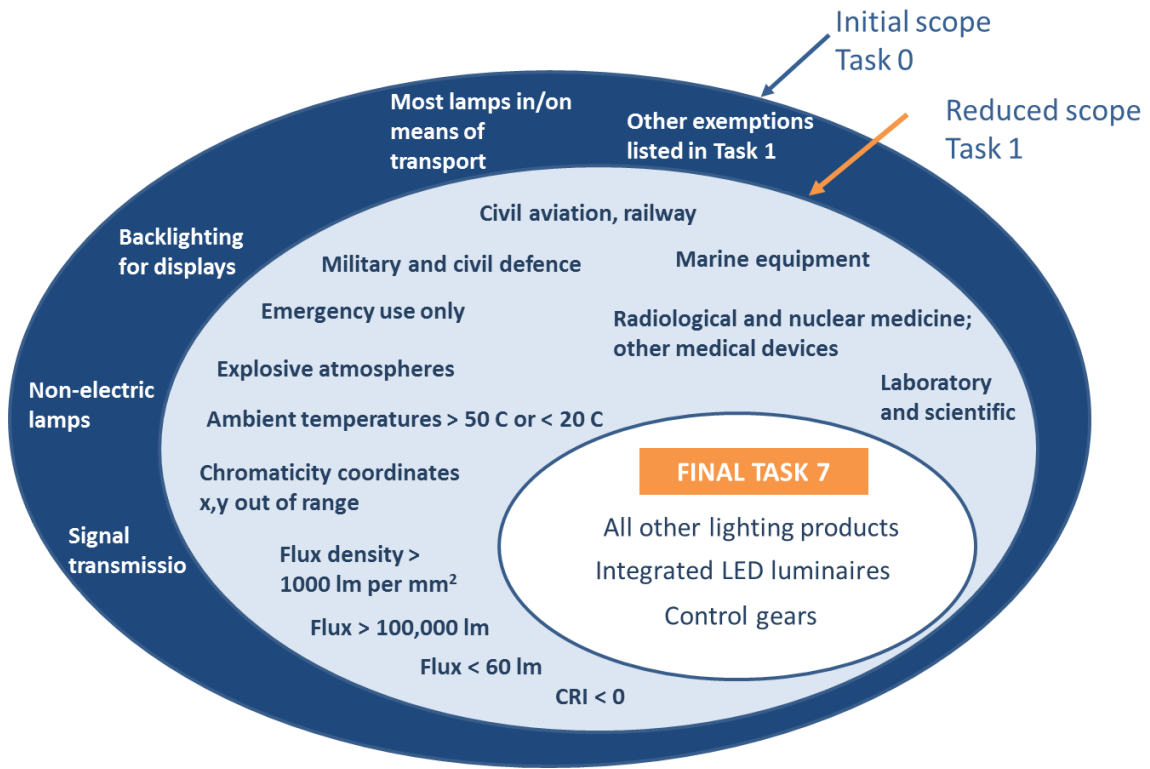 Initial scope
Task 0
Reduced scope
Task 1
Most lamps in/on
means of
transport
Other exemptions
listed in Task 1
Backlighting
for displays
Non-electric
lamps
Signal
transmissio
Civil aviation, railway
Military and civil defence
Marine equipment
Emergency use only
Radiological and nuclear medicine;
other medical devices
Explosive atmospheres
Laboratory
and scientific
Ambient temperatures > 50 C or < 20 C
Chromaticity coordinates
x,y out of range
Flux density >
1000 lm per mm²
Flux > 100,000 lm
Flux < 60 lm
CRI < 0
FINAL TASK 7
All other lighting products
Integrated LED luminaires
Control gears